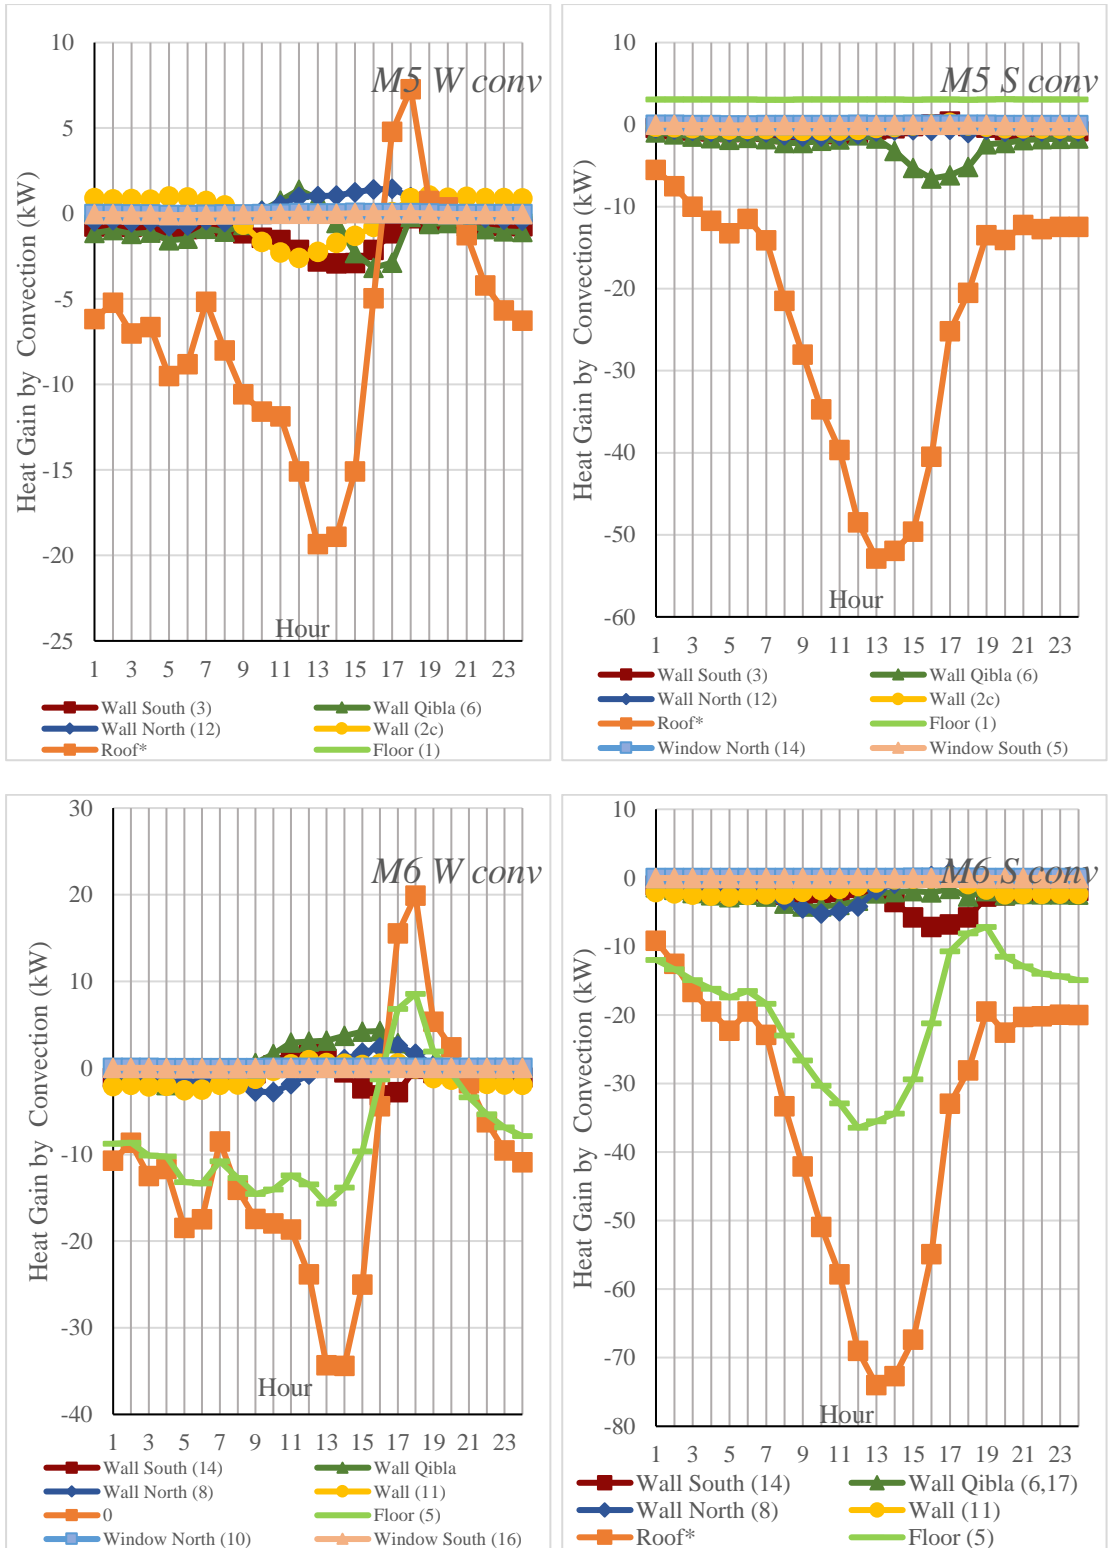 M5 W conv
10
5
0
-5
-10
-15
-20
-25
Heat Gain by Convection (kW)
Hour
1 3 5 7 9 11 13 15 17 19 21 23
Wall South (3) Wall Qibla (6)
Wall North (12) Wall (2c)
Roof* Floor (1)
M5 S conv
10
0
-10
-20
-30
-40
-50
-60
Heat Gain by Convection (kW)
Hour
1 3 5 7 9 11 13 15 17 19 21 23
Wall South (3) Wall Qibla (6)
Wall North (12) Wall (2c)
Roof* Floor (1)
Window North (14) Window South (5)
M6 W conv
30
20
10
0
-10
-20
-30
-40
Heat Gain by Convection (kW)
Hour
1 3 5 7 9 11 13 15 17 19 21 23
Wall South (14) Wall Qibla
Wall North (8) Wall (11)
0 Floor (5)
Window North (10) Window South (16)
M6 S conv
10
0
-10
-20
-30
-40
-50
-60
-70
-80
Heat Gain by Convection (kW)
Hour
1 3 5 7 9 11 13 15 17 19 21 23
Wall South (14) Wall Qibla (6,17)
Wall North (8) Wall (11)
Roof* Floor (5)